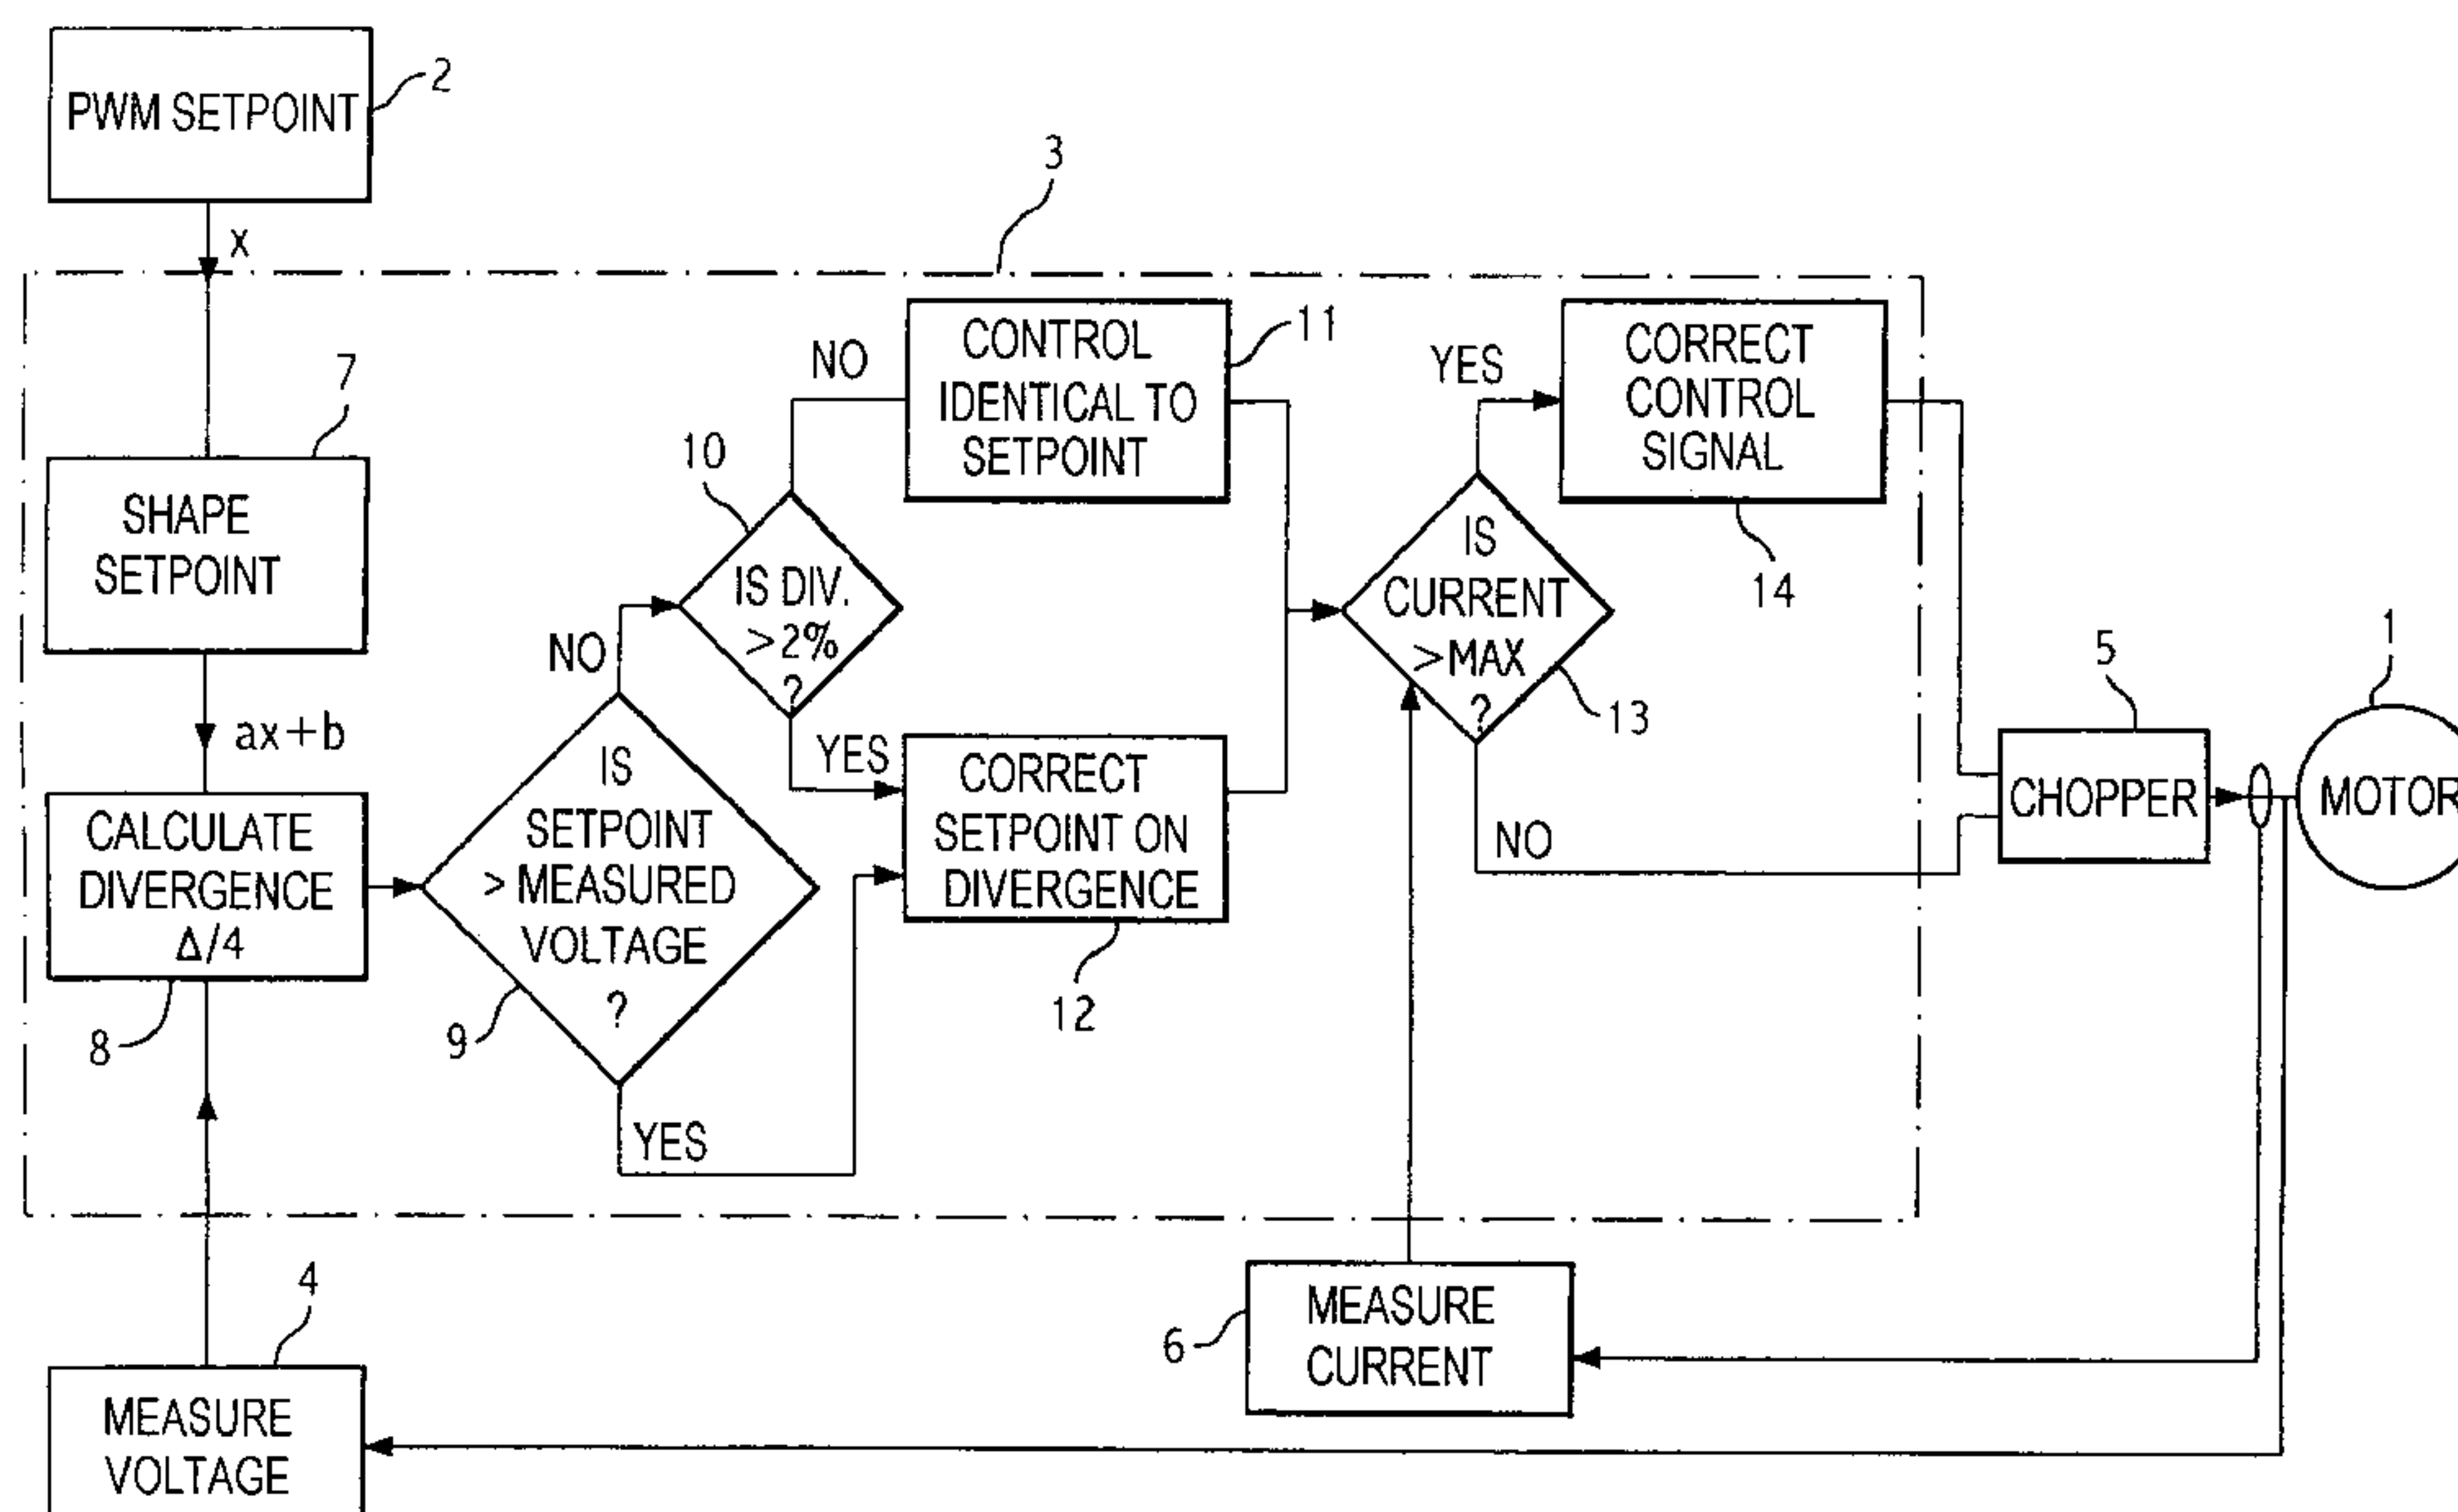 PWM SETPOINT
2
x
3
7
SHAPE
SETPOINT
ax+b
CALCULATE
DIVERGENCE
Δ/4
8
IS
SETPOINT
> MEASURED
VOLTAGE
?
9
NO
YES
10
IS DIV.
>2%
?
NO
YES
CONTROL
IDENTICAL TO
SETPOINT
11
CORRECT
SETPOINT ON
DIVERGENCE
12
IS
CURRENT
>MAX
?
13
YES
NO
CORRECT
CONTROL
SIGNAL
14
5
CHOPPER
1
MOTOR
6
MEASURE
CURRENT
4
MEASURE
VOLTAGE